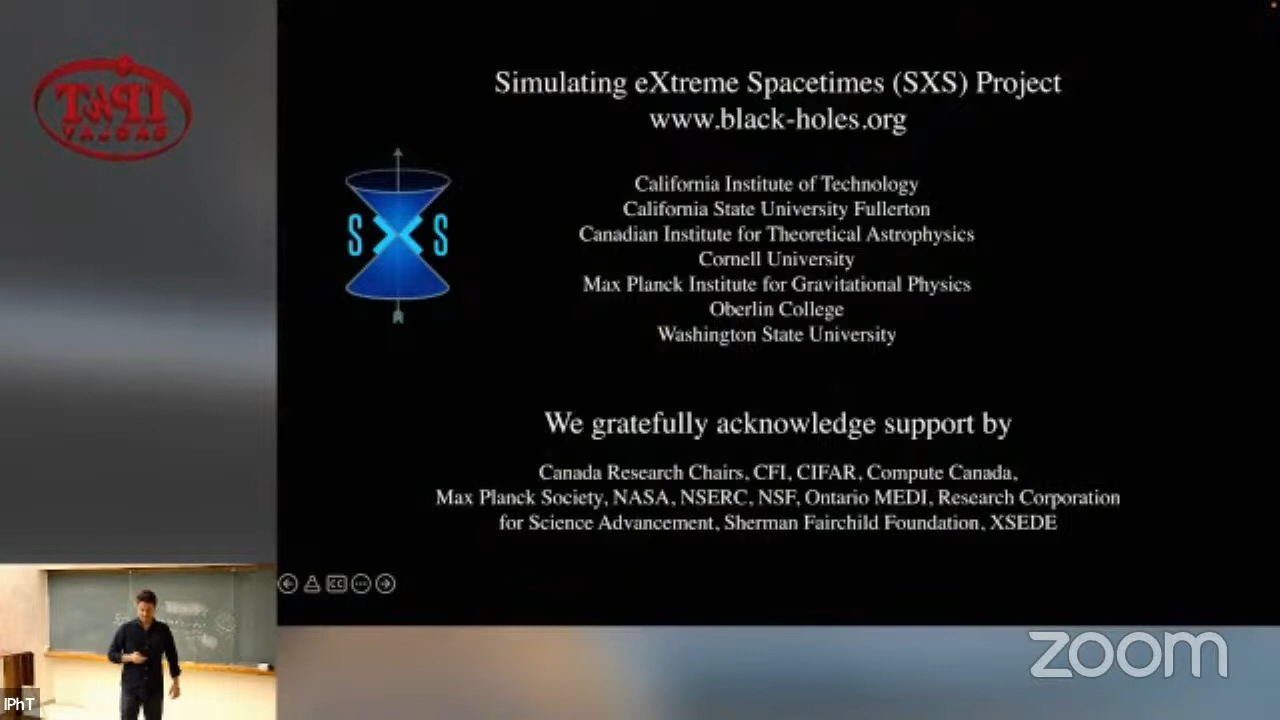 IPhT
SACLAY
Simulating eXtreme Spacetimes (SXS) Project
www.black-holes.org
SXS
California Institute of Technology
California State University Fullerton
Canadian Institute for Theoretical Astrophysics
Cornell University
Max Planck Institute for Gravitational Physics
Oberlin College
Washington State University
We gratefully acknowledge support by
Canada Research Chairs, CFI, CIFAR, Compute Canada,
Max Planck Society, NASA, NSERC, NSF, Ontario MEDI, Research Corporation
for Science Advancement, Sherman Fairchild Foundation, XSEDE
CC
zoom
IPhT